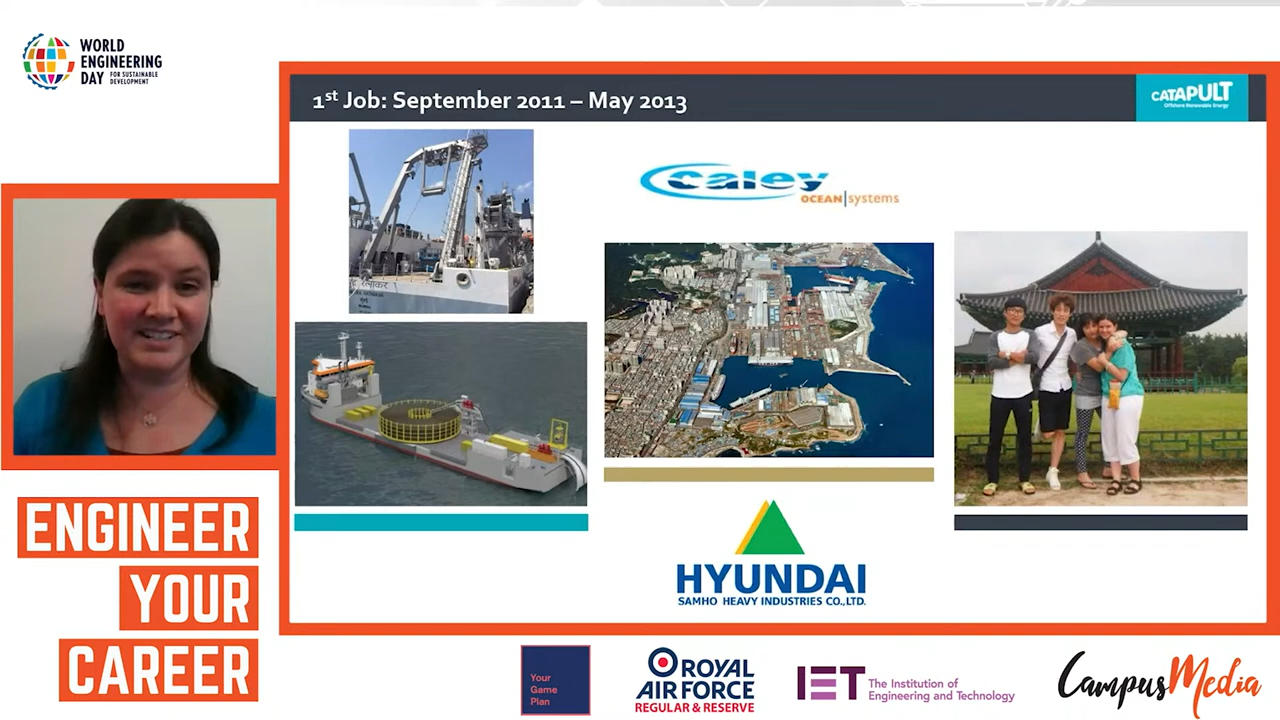 WORLD
ENGINEERING
DAY FOR SUSTAINABLE
DEVELOPMENT
1st Job: September 2011 – May 2013
CATAPULT
Offshore Renewable Energy
caley
OCEAN|systems
HYUNDAI
SAMHO HEAVY INDUSTRIES CO.,LTD.
ENGINEER
YOUR
CAREER
Your
Game
Plan
ROYAL
AIR FORCE
REGULAR & RESERVE
IET The Institution of
Engineering and Technology
CampusMedia